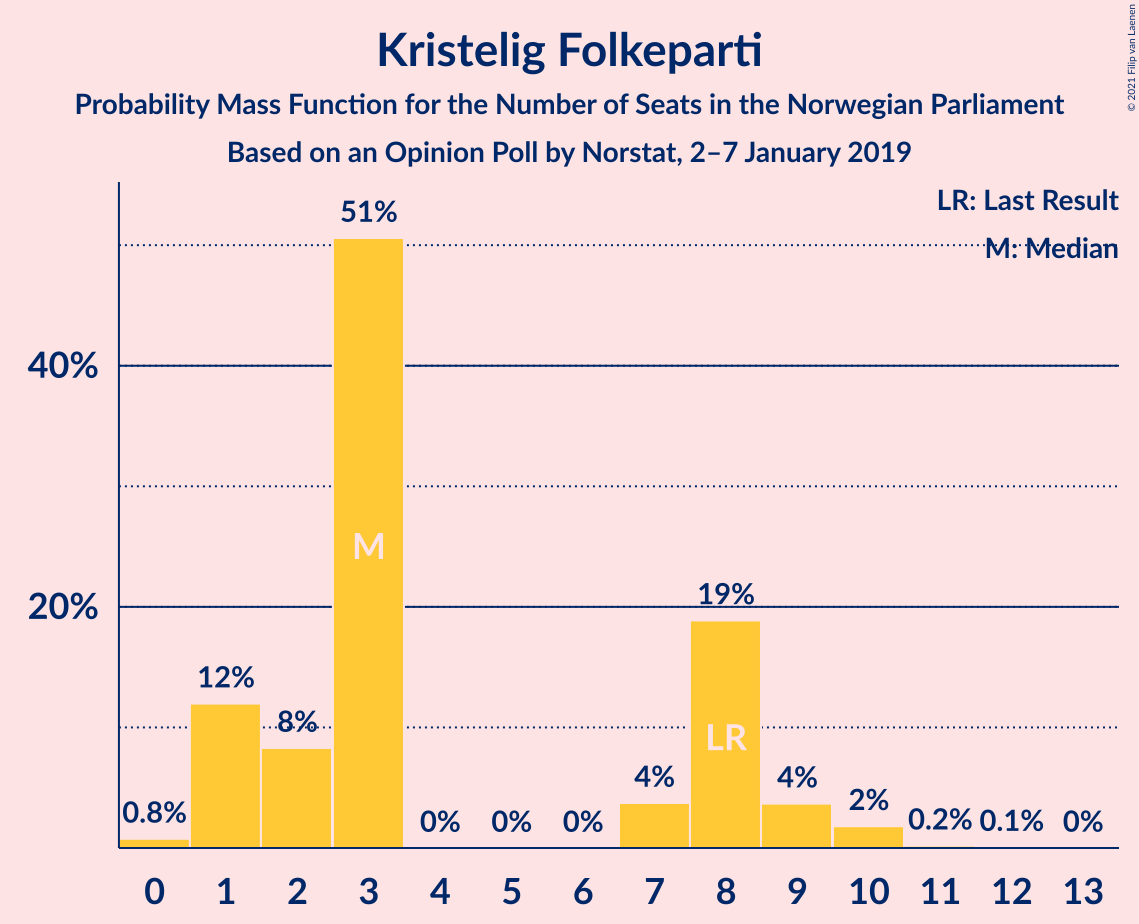 Kristelig Folkeparti
Probability Mass Function for the Number of Seats in the Norwegian Parliament
Based on an Opinion Poll by Norstat, 2–7 January 2019
© 2021 Filip van Laenen
LR: Last Result
M: Median
51%
40%
M
20%
19%
12%
8%
LR
0.8%
0%
0%
0%
4%
4%
2%
0.2%
0.1%
0%
0 1 2 3 4 5 6 7 8 9 10 11 12 13